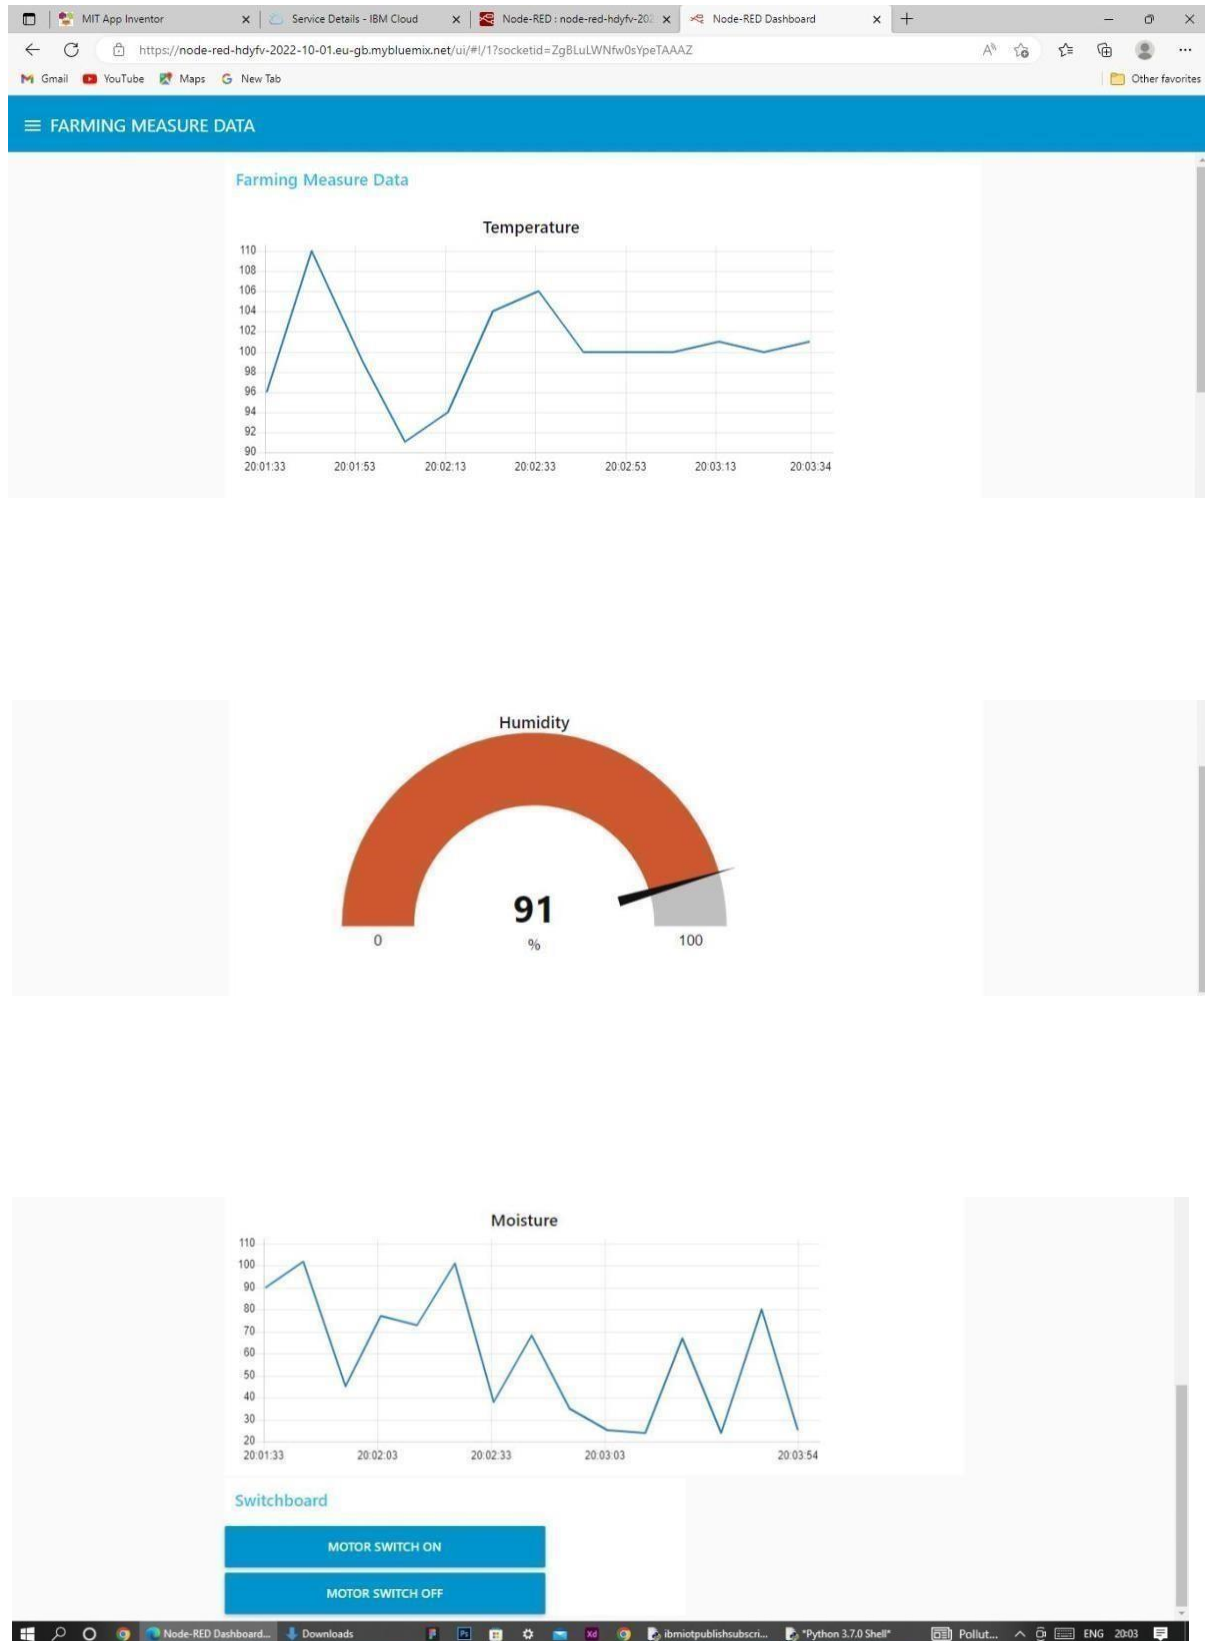 MIT App Inventor
Service Details - IBM Cloud
Node-RED : node-red-hdyfv-202
Node-RED Dashboard
https://node-red-hdyfv-2022-10-01.eu-gb.mybluemix.net/ui/#!/1?socketid=ZgBLuLWNfw0sYpeTAAAZ
Gmail YouTube Maps New Tab Other favorites
FARMING MEASURE DATA
Farming Measure Data
Temperature
110
108
106
104
102
100
98
96
94
92
90
20:01:33 20:01:53 20:02:13 20:02:33 20:02:53 20:03:13 20:03:34
Humidity
91
%
0 100
Moisture
110
100
90
80
70
60
50
40
30
20
20:01:33 20:02:03 20:02:33 20:03:03 20:03:54
Switchboard
MOTOR SWITCH ON
MOTOR SWITCH OFF
Node-RED Dashboard... Downloads Ps Xd ibmiotpublishsubscri... *Python 3.7.0 Shell* Pollut... ENG 20:03